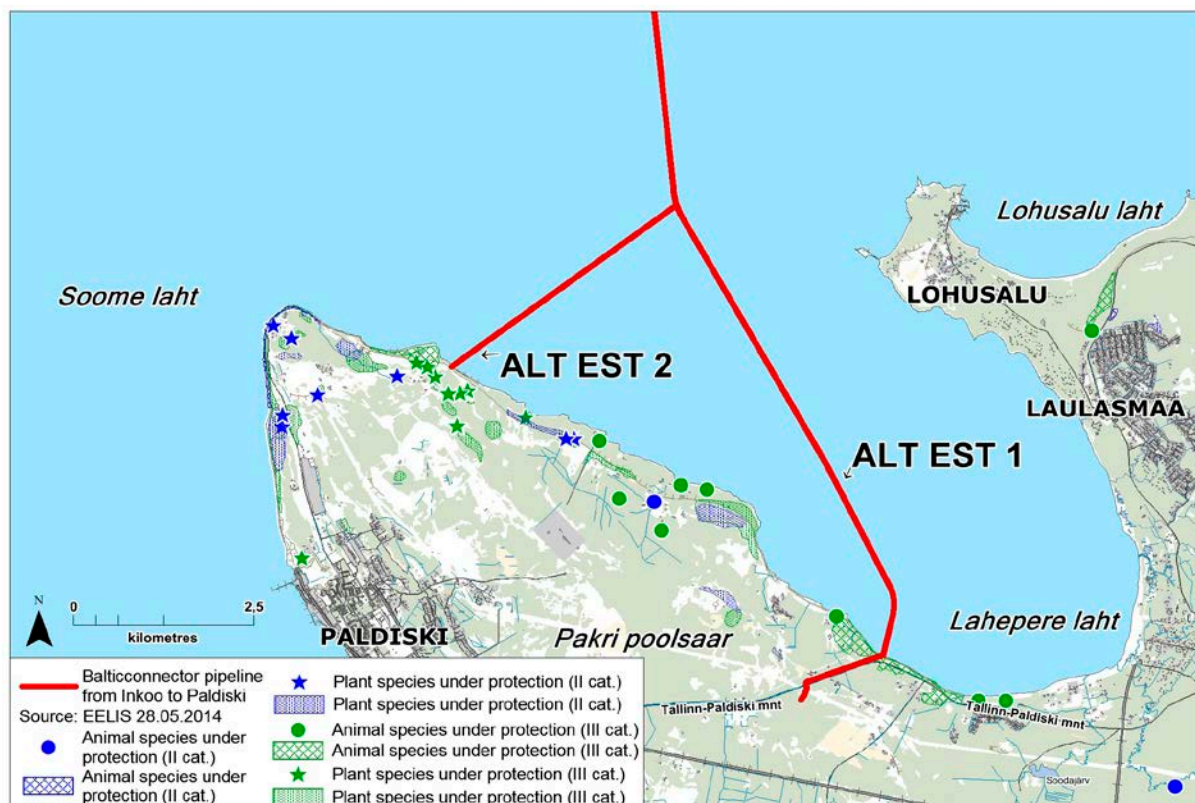 Lohusalu laht
Soome laht
LOHUSALU
ALT EST 2
LAULASMAA
ALT EST 1
N
0 2,5
kilometres
PALDISKI
Pakri poolsaar
Lahepere laht
Tallinn-Paldiski mnt
Tallinn-Paldiski mnt
Soodajärv
Balticconnector pipeline
from Inkoo to Paldiski
Source: EELIS 28.05.2014
Animal species under
protection (II cat.)
Animal species under
protection (II cat.)
Plant species under protection (II cat.)
Plant species under protection (II cat.)
Animal species under protection (III cat.)
Animal species under protection (III cat.)
Plant species under protection (III cat.)
Plant species under protection (III cat.)